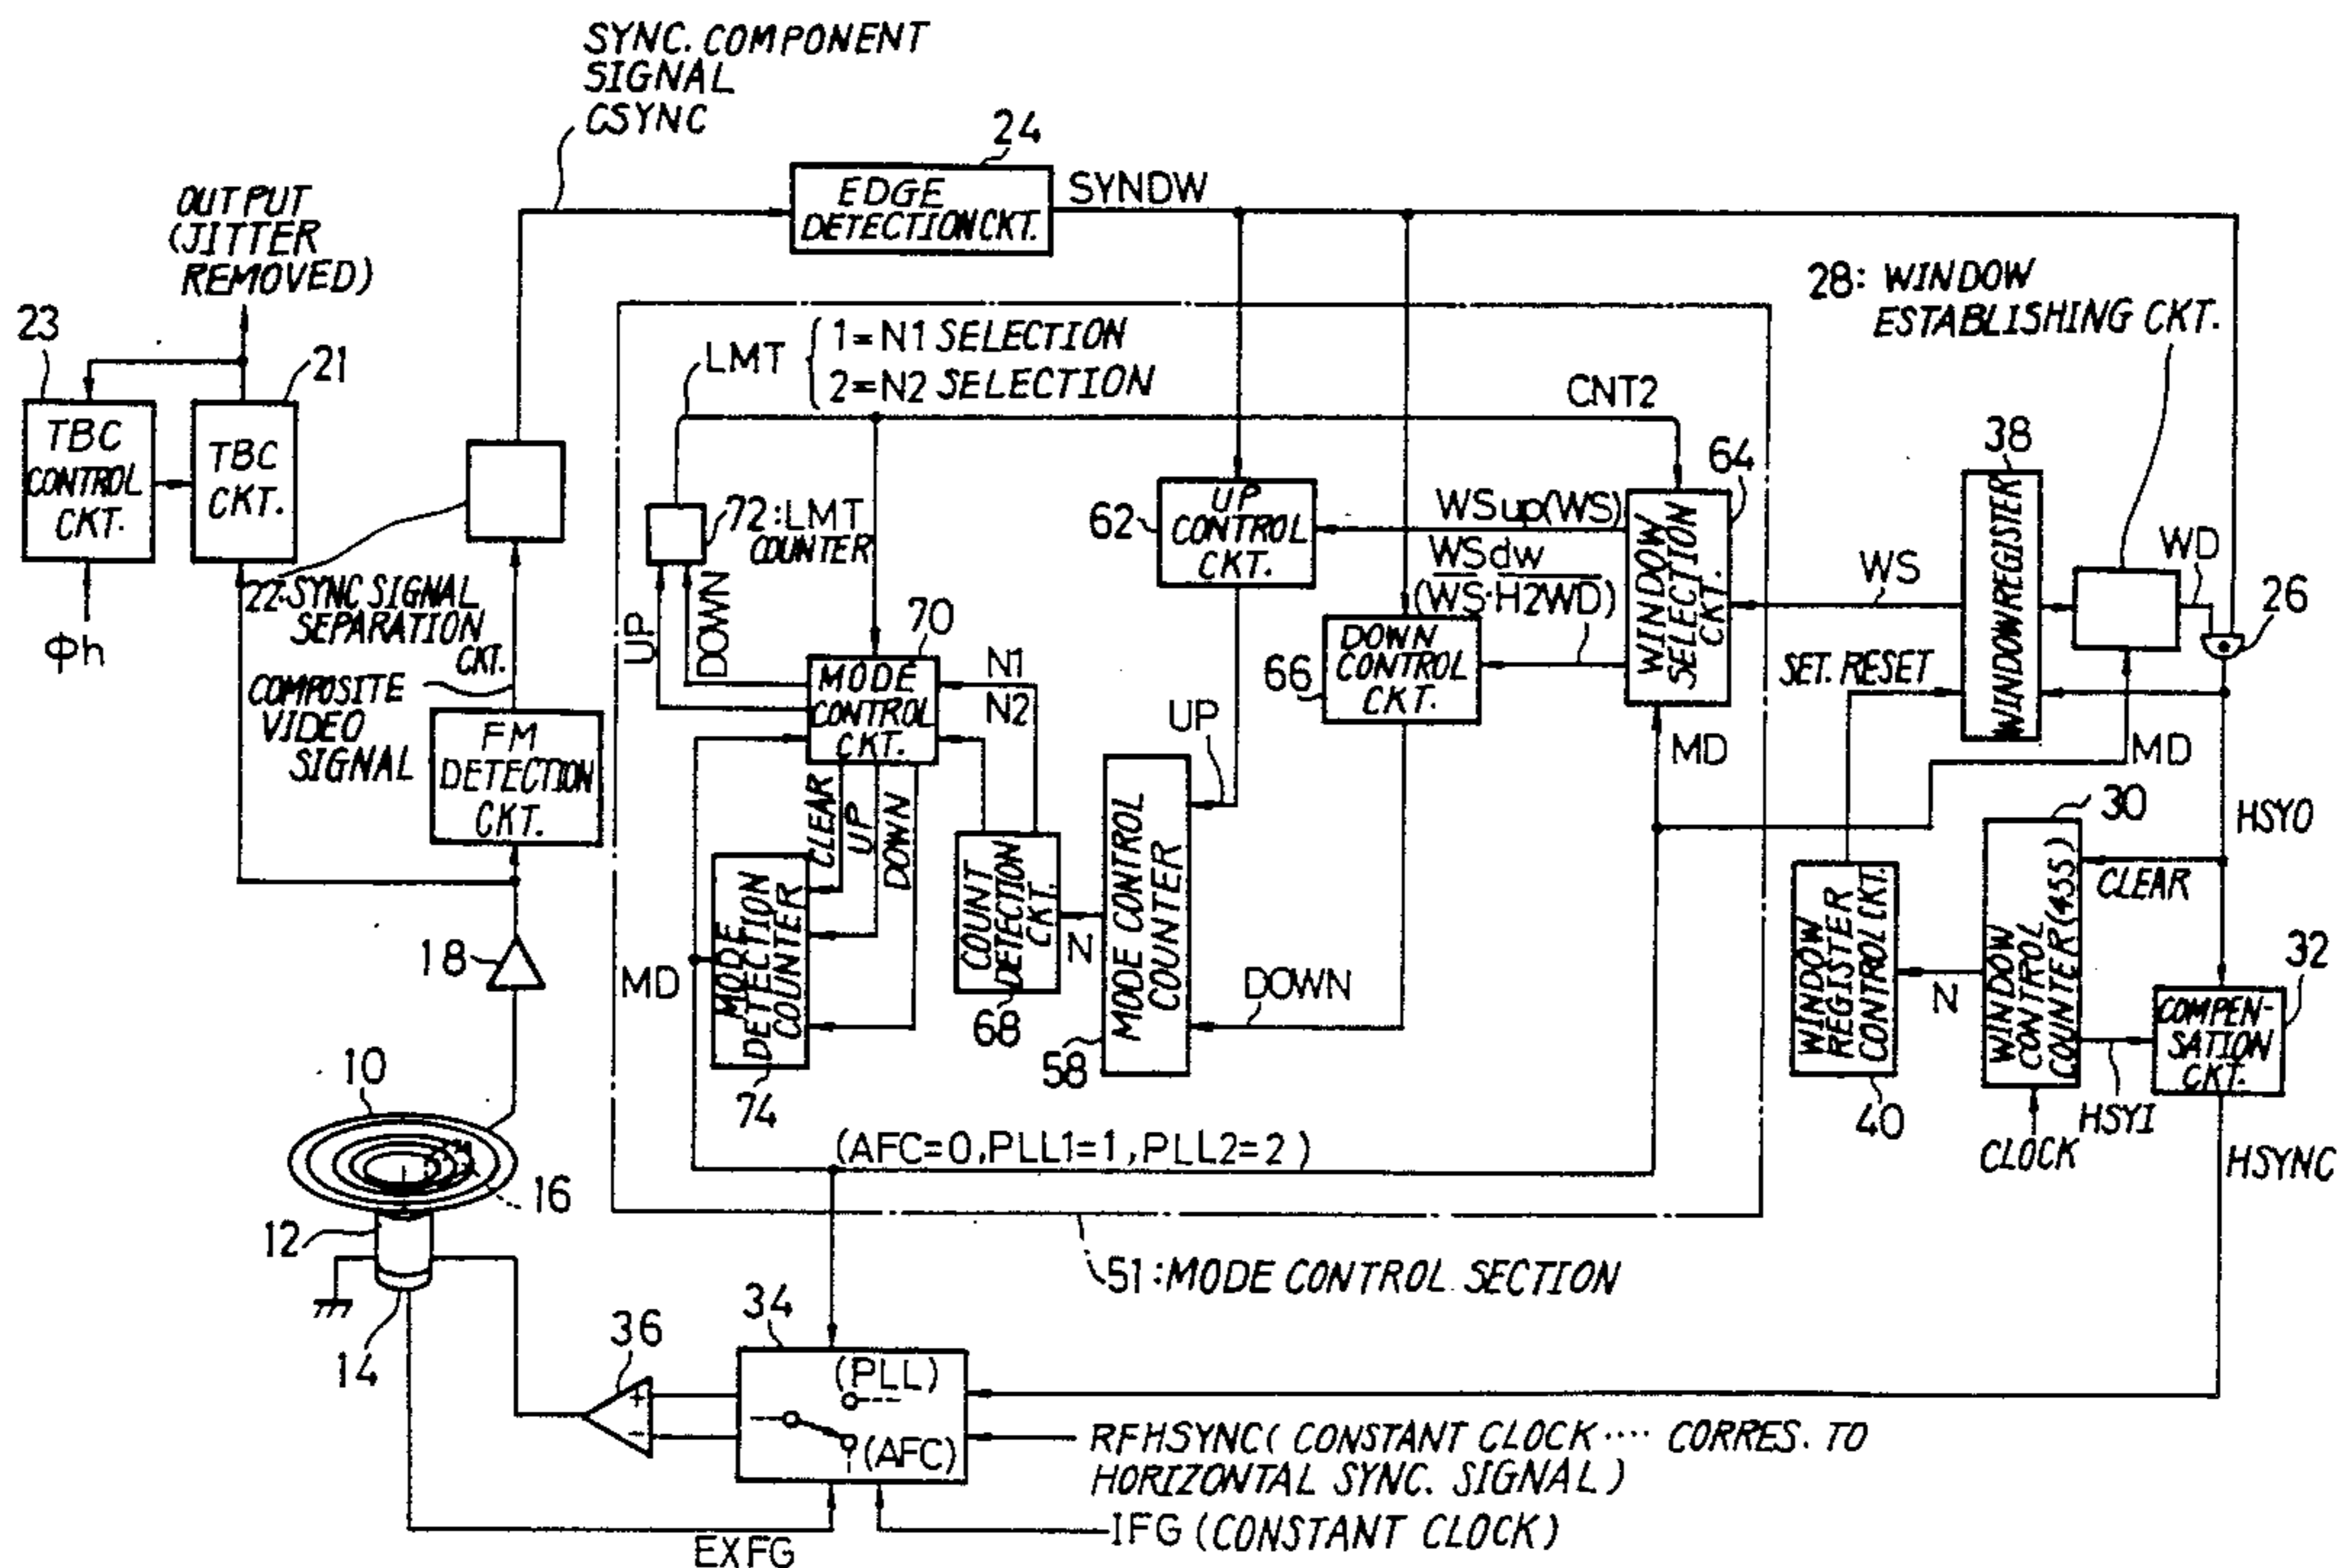 SYNC. COMPONENT
SIGNAL
CSYNC
24
EDGE
DETECTION CKT.
SYNDW
OUTPUT
(JITTER
REMOVED)
28: WINDOW
ESTABLISHING CKT.
23
21
TBC
CONTROL
CKT.
TBC
CKT.
Φh
LMT
1=N1 SELECTION
2=N2 SELECTION
CNT2
38
64
62
UP
CONTROL
CKT.
WSup(WS)
WSdw
(WS·H2WD)
WINDOW
SELECTION
CKT.
WS
WINDOW REGISTER
WD
26
72:LMT
COUNTER
UP
DOWN
22:SYNC SIGNAL
SEPARATION
CKT.
COMPOSITE
VIDEO
SIGNAL
70
MODE
CONTROL
CKT.
N1
N2
66
DOWN
CONTROL
CKT.
SET. RESET
MD
MD
FM
DETECTION
CKT.
UP
CLEAR
UP
DOWN
30
HSYO
CLEAR
MODE
DETECTION
COUNTER
74
COUNT
DETECTION
CKT.
68
N
MODE CONTROL
COUNTER
58
DOWN
WINDOW
REGISTER
CONTROL CKT.
40
N
WINDOW
CONTROL
COUNTER(455)
32
COMPEN-
SATION
CKT.
18
MD
HSYI
CLOCK
HSYNC
10
16
12
14
(AFC=0,PLL1=1,PLL2=2)
51:MODE CONTROL SECTION
34
36
+
−
(PLL)
(AFC)
RFHSYNC( CONSTANT CLOCK ···· CORRES. TO
HORIZONTAL SYNC. SIGNAL)
IFG (CONSTANT CLOCK)
EXFG